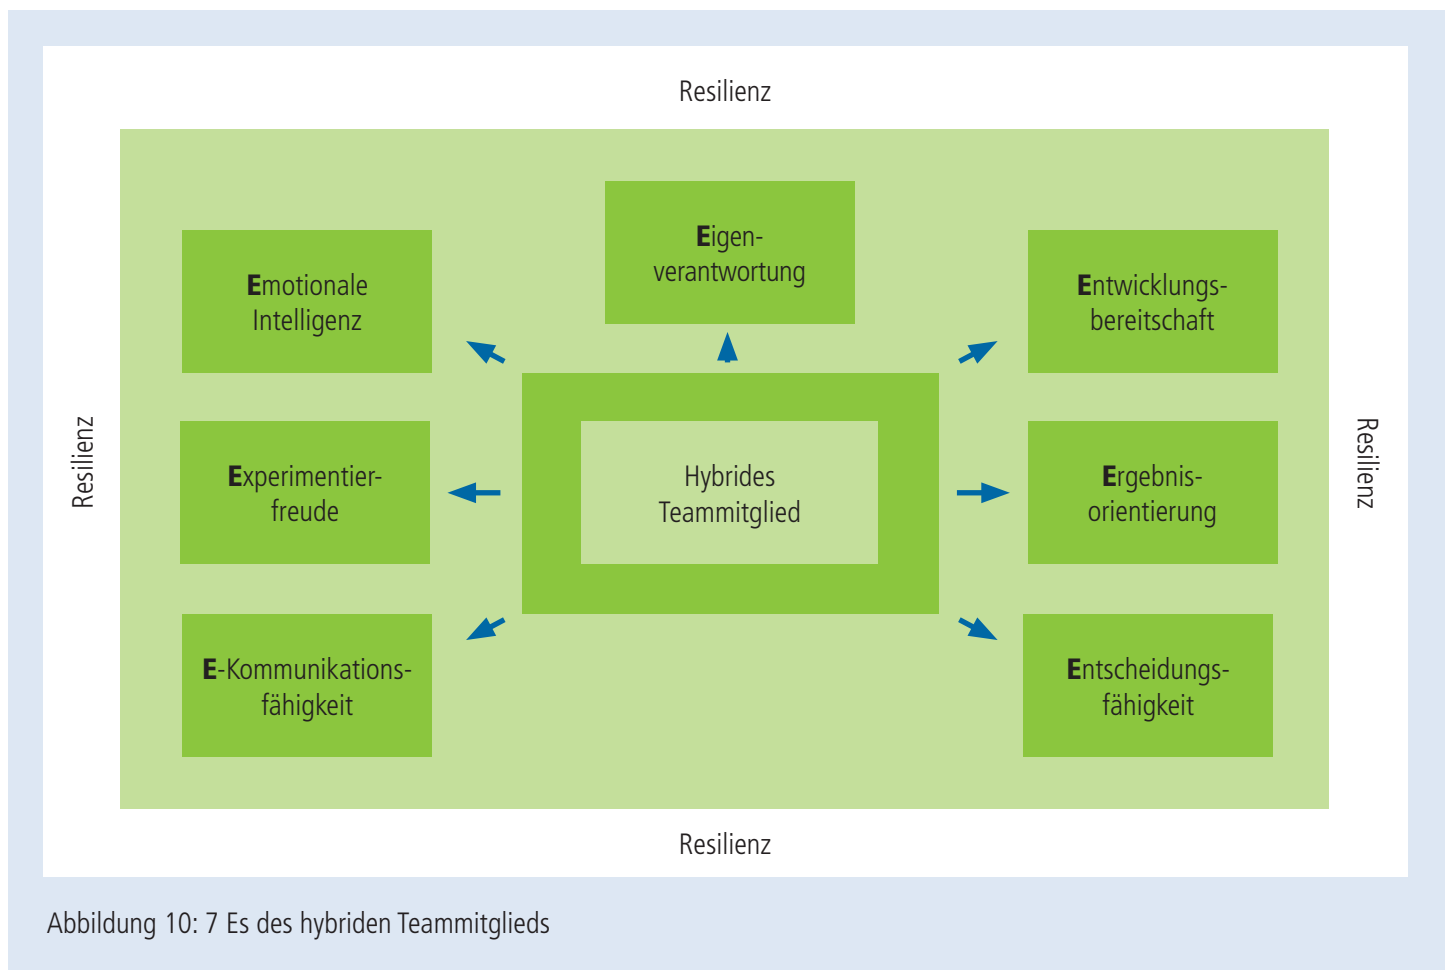 Resilienz
Eigen-
verantwortung
Emotionale
Intelligenz
Entwicklungs-
bereitschaft
Resilienz
Experimentier-
freude
Hybrides
Teammitglied
Ergebnis-
orientierung
Resilienz
E-Kommunikations-
fähigkeit
Entscheidungs-
fähigkeit
Resilienz
Abbildung 10: 7 Es des hybriden Teammitglieds